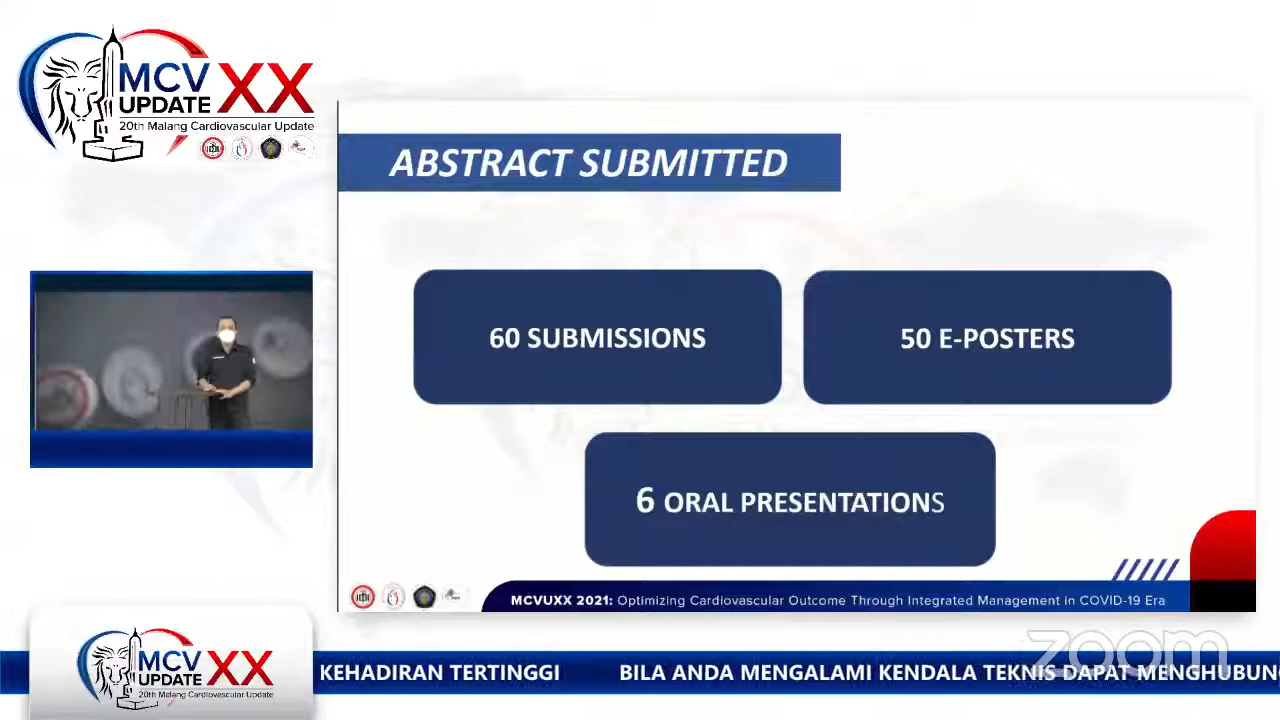 MCV XX
UPDATE
20th Malang Cardiovascular Update
ABSTRACT SUBMITTED
60 SUBMISSIONS
50 E-POSTERS
6 ORAL PRESENTATIONS
MCVUXX 2021: Optimizing Cardiovascular Outcome Through Integrated Management in COVID-19 Era
zoom
MCV XX
UPDATE
20th Malang Cardiovascular Update
KEHADIRAN TERTINGGI BILA ANDA MENGALAMI KENDALA TEKNIS DAPAT MENGHUBUNG